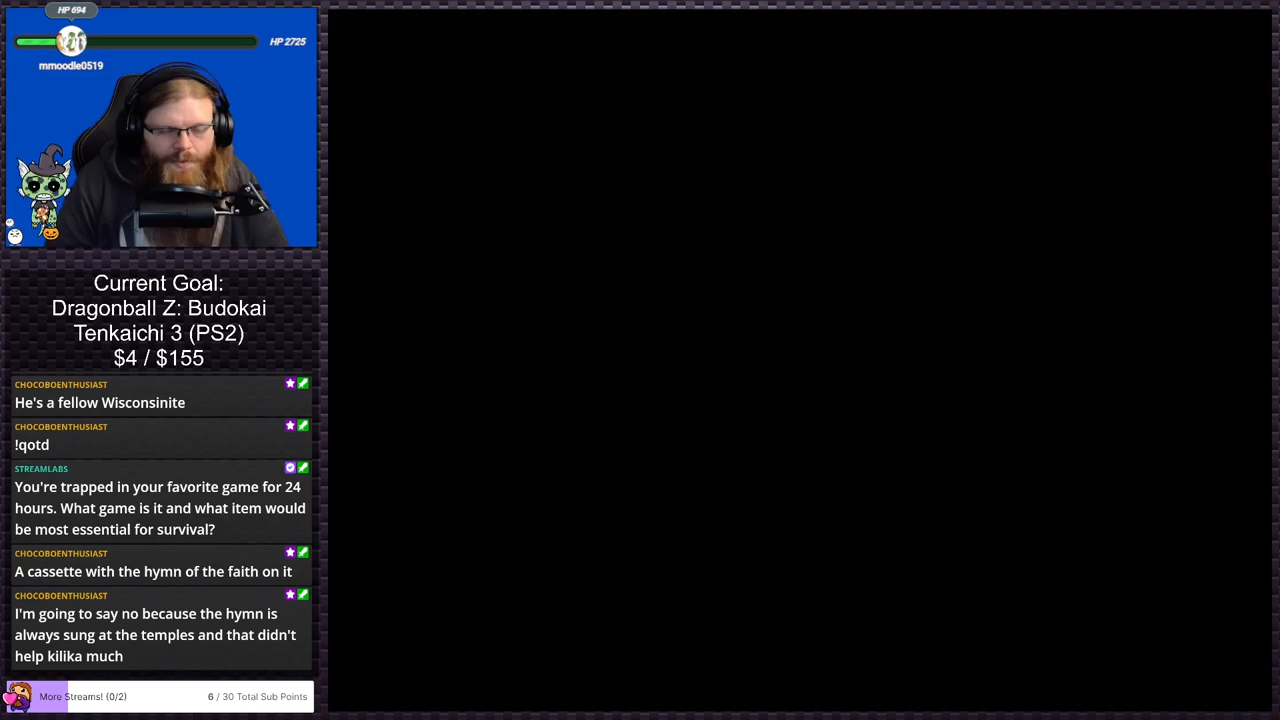 HP 694
HP 2725
mmoodle0519
Current Goal:
Dragonball Z: Budokai
Tenkaichi 3 (PS2)
$4 / $155
CHOCOBOENTHUSIAST
He's a fellow Wisconsinite
CHOCOBOENTHUSIAST
!qotd
STREAMLABS
You're trapped in your favorite game for 24
hours. What game is it and what item would
be most essential for survival?
CHOCOBOENTHUSIAST
A cassette with the hymn of the faith on it
CHOCOBOENTHUSIAST
I'm going to say no because the hymn is
always sung at the temples and that didn't
help kilika much
More Streams! (0/2)
6 / 30 Total Sub Points